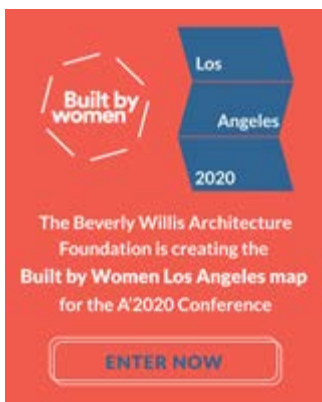 Built by
women
Los
Angeles
2020
The Beverly Willis Architecture
Foundation is creating the
Built by Women Los Angeles map
for the A'2020 Conference
ENTER NOW